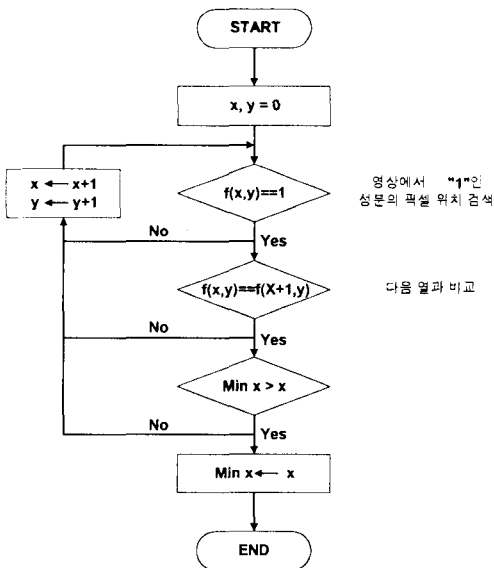 START
x, y = 0
x ← x+1
y ← y+1
f(x,y)==1
영상에서 "1"인
성분의 픽셀 위치 검색
No
Yes
f(x,y)==f(X+1,y)
다음 열과 비교
No
Yes
Min x > x
No
Yes
Min x ← x
END